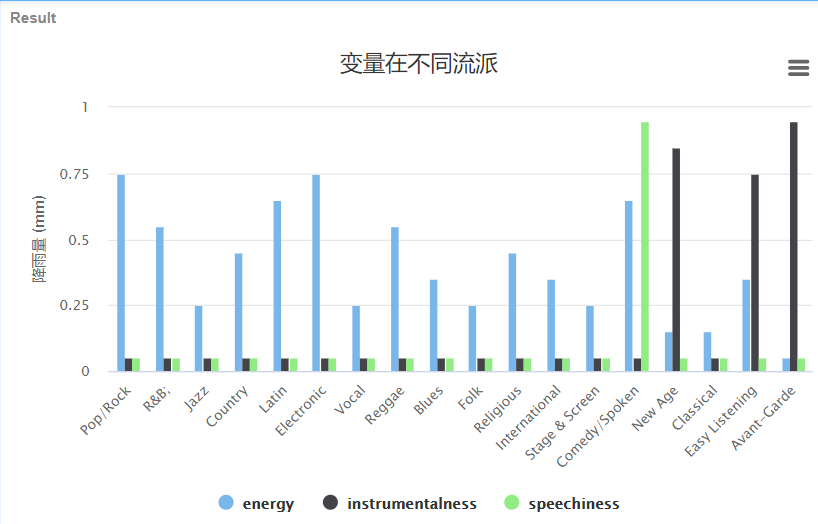 Result
变量在不同流派
降雨量 (mm)
1
0.75
0.5
0.25
0
Pop/Rock
R&B;
Jazz
Country
Latin
Electronic
Vocal
Reggae
Blues
Folk
Religious
International
Stage & Screen
Comedy/Spoken
New Age
Classical
Easy Listening
Avant-Garde
energy
instrumentalness
speechiness